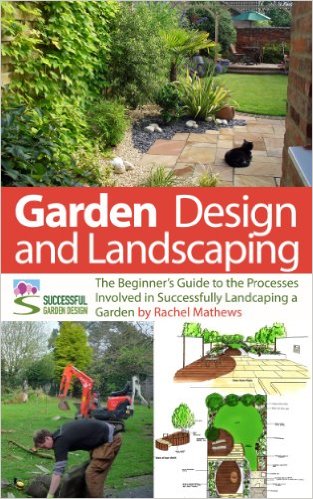 Garden Design
and Landscaping
The Beginner's Guide to the Processes
Involved in Successfully Landcaping a
Garden by Rachel Mathews
SUCCESSFUL
GARDEN DESIGN